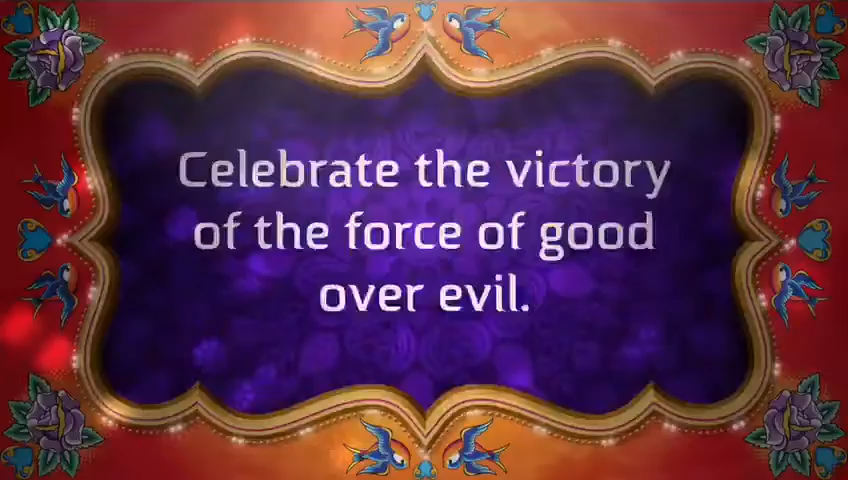 Celebrate the victory
of the force of good
over evil.